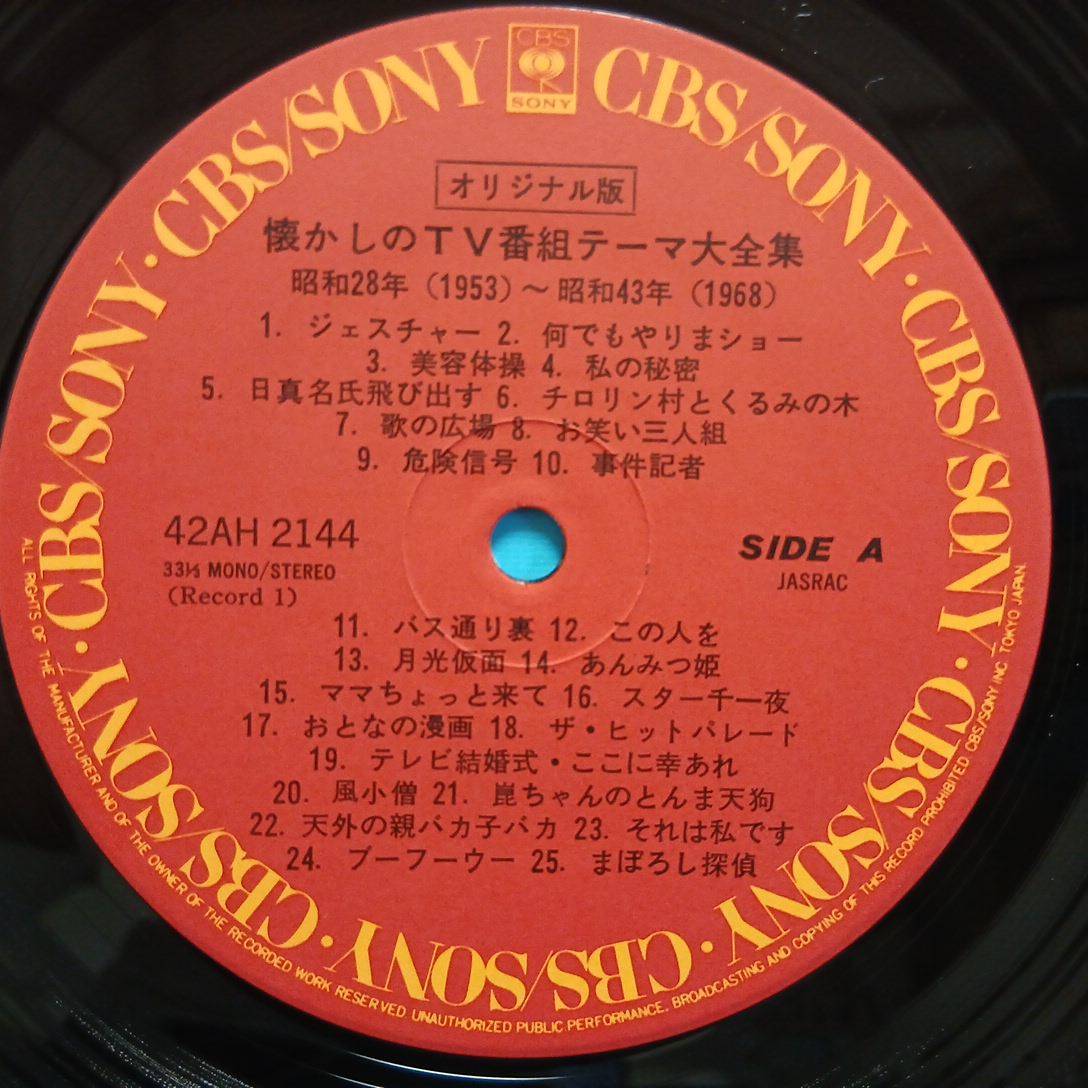 CBS
SONY
CBS/SONY · CBS/SONY · CBS/SONY · CBS/SONY · CBS/SONY · CBS/SONY · CBS/SONY · CBS/SONY
オリジナル版
懐かしのTV番組テーマ大全集
昭和28年（1953）～昭和43年（1968）
1. ジェスチャー 2. 何でもやりまショー
3. 美容体操 4. 私の秘密
5. 日真名氏飛び出す 6. チロリン村とくるみの木
7. 歌の広場 8. お笑い三人組
9. 危険信号 10. 事件記者
42AH 2144
33⅓ MONO/STEREO
(Record 1)
SIDE A
JASRAC
11. バス通り裏 12. この人を
13. 月光仮面 14. あんみつ姫
15. ママちょっと来て 16. スター千一夜
17. おとなの漫画 18. ザ・ヒットパレード
19. テレビ結婚式・ここに幸あれ
20. 風小僧 21. 崑ちゃんのとんま天狗
22. 天外の親バカ子バカ 23. それは私です
24. ブーフーウー 25. まぼろし探偵
ALL RIGHTS OF THE MANUFACTURER AND OF THE OWNER OF THE RECORDED WORK RESERVED UNAUTHORIZED PUBLIC PERFORMANCE. BROADCASTING AND COPYING OF THIS RECORD PROHIBITED CBS/SONY INC TOKYO JAPAN